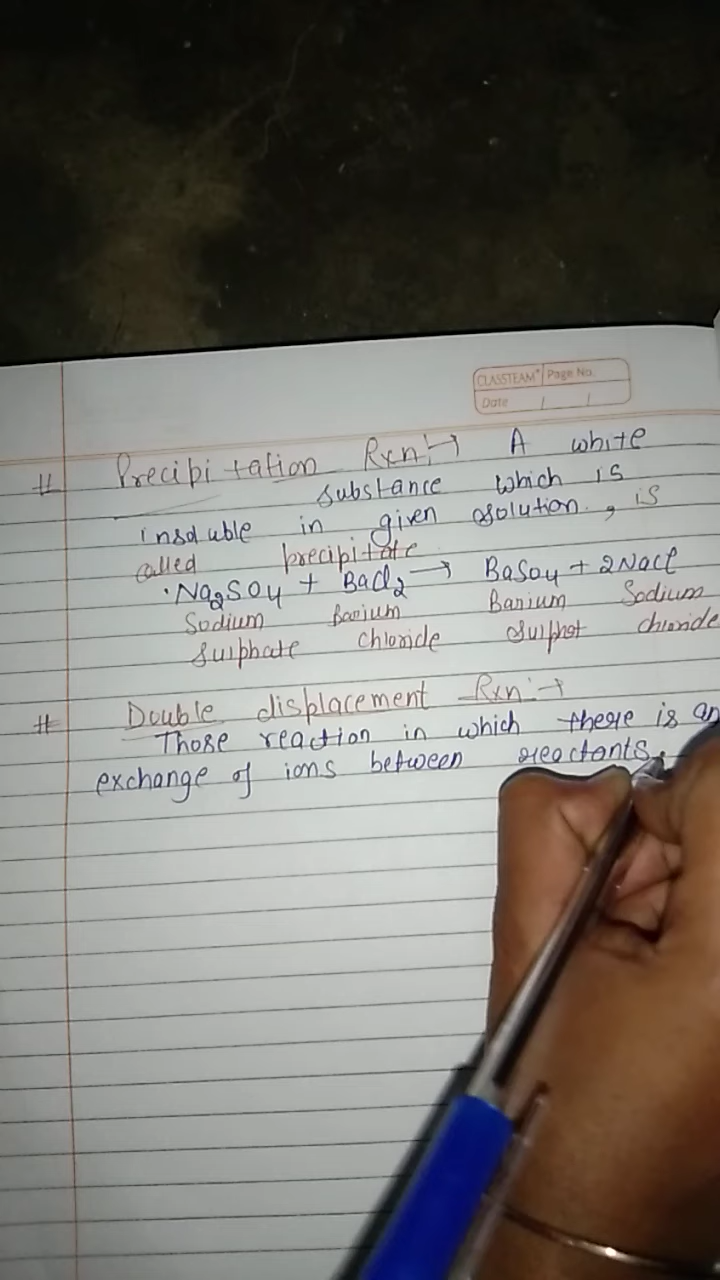 CLASSTEAM Page No.
Date / /
# Precipitation Rxn:→ A white
substance which is
insoluble in given solution, is
called precipitate
·Na2SO4 + BaCl2 → BaSO4 + 2NaCl
Sodium Barium Barium Sodium
Sulphate Chloride Sulphat chloride
# Double displacement Rxn:→
Those reaction in which there is an
exchange of ions between reactants.